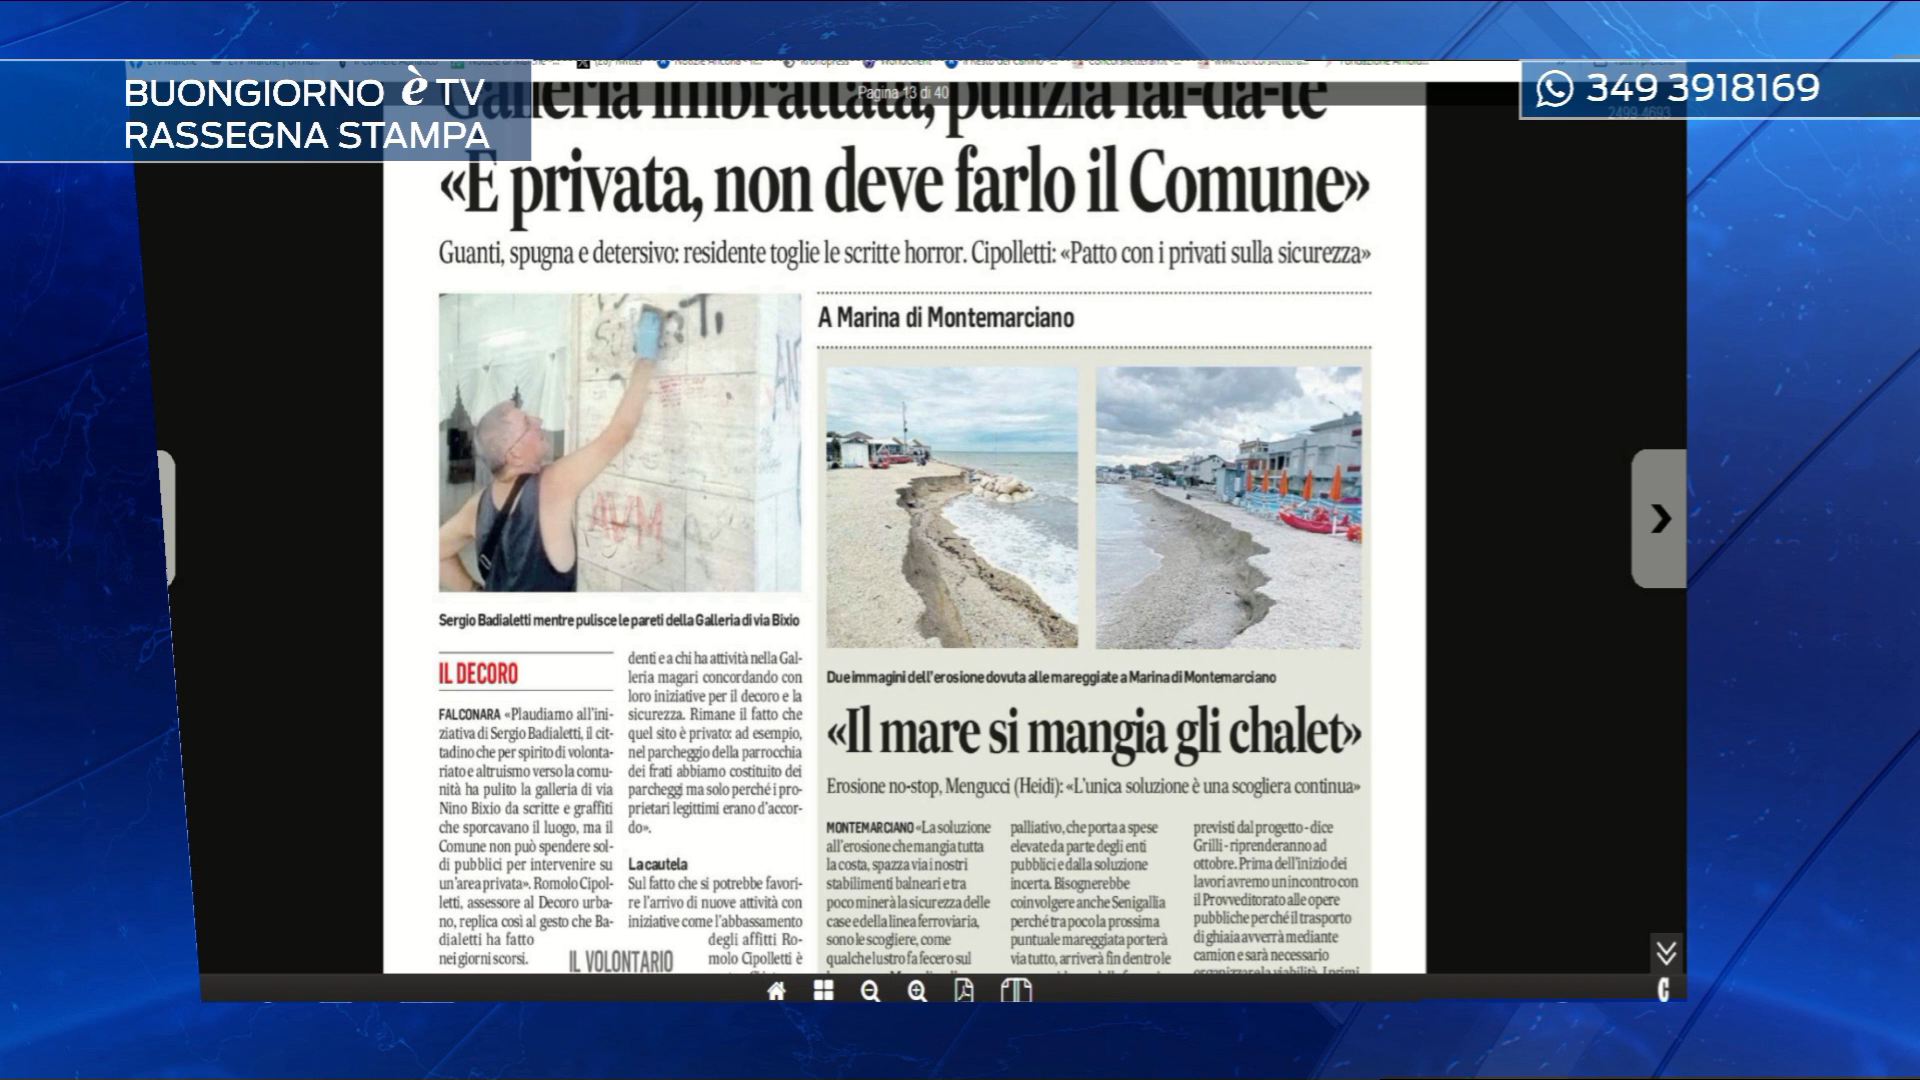 BUONGIORNO è TV
RASSEGNA STAMPA
349 3918169
Pagina 13 di 40
2499 4693
Galleria imbrattata, pulizia fai-da-te
«È privata, non deve farlo il Comune»
Guanti, spugna e detersivo: residente toglie le scritte horror. Cipolletti: «Patto con i privati sulla sicurezza»
Sergio Badialetti mentre pulisce le pareti della Galleria di via Bixio
IL DECORO
FALCONARA «Plaudiamo all'ini-
ziativa di Sergio Badialetti, il cit-
tadino che per spirito di volonta-
riato e altruismo verso la comu-
nità ha pulito la galleria di via
Nino Bixio da scritte e graffiti
che sporcavano il luogo, ma il
Comune non può spendere sol-
di pubblici per intervenire su
un'area privata». Romolo Cipol-
letti, assessore al Decoro urba-
no, replica così al gesto che Ba-
dialetti ha fatto
nei giorni scorsi.
IL VOLONTARIO
denti e a chi ha attività nella Gal-
leria magari concordando con
loro iniziative per il decoro e la
sicurezza. Rimane il fatto che
quel sito è privato: ad esempio,
nel parcheggio della parrocchia
dei frati abbiamo costituito dei
parcheggi ma solo perché i pro-
prietari legittimi erano d'accor-
do».
La cautela
Sul fatto che si potrebbe favori-
re l'arrivo di nuove attività con
iniziative come l'abbassamento
degli affitti Ro-
molo Cipolletti è
A Marina di Montemarciano
Due immagini dell'erosione dovuta alle mareggiate a Marina di Montemarciano
«Il mare si mangia gli chalet»
Erosione no-stop, Mengucci (Heidi): «L'unica soluzione è una scogliera continua»
MONTEMARCIANO «La soluzione
all'erosione che mangia tutta
la costa, spazza via i nostri
stabilimenti balneari e tra
poco minerà la sicurezza delle
case e della linea ferroviaria,
sono le scogliere, come
qualche lustro fa fecero sul
palliativo, che porta a spese
elevate da parte degli enti
pubblici e dalla soluzione
incerta. Bisognerebbe
coinvolgere anche Senigallia
perché tra poco la prossima
puntuale mareggiata porterà
via tutto, arriverà fin dentro le
previsti dal progetto - dice
Grilli - riprenderanno ad
ottobre. Prima dell'inizio dei
lavori avremo un incontro con
il Provveditorato alle opere
pubbliche perché il trasporto
di ghiaia avverrà mediante
camion e sarà necessario
organizzare la viabilità. I primi